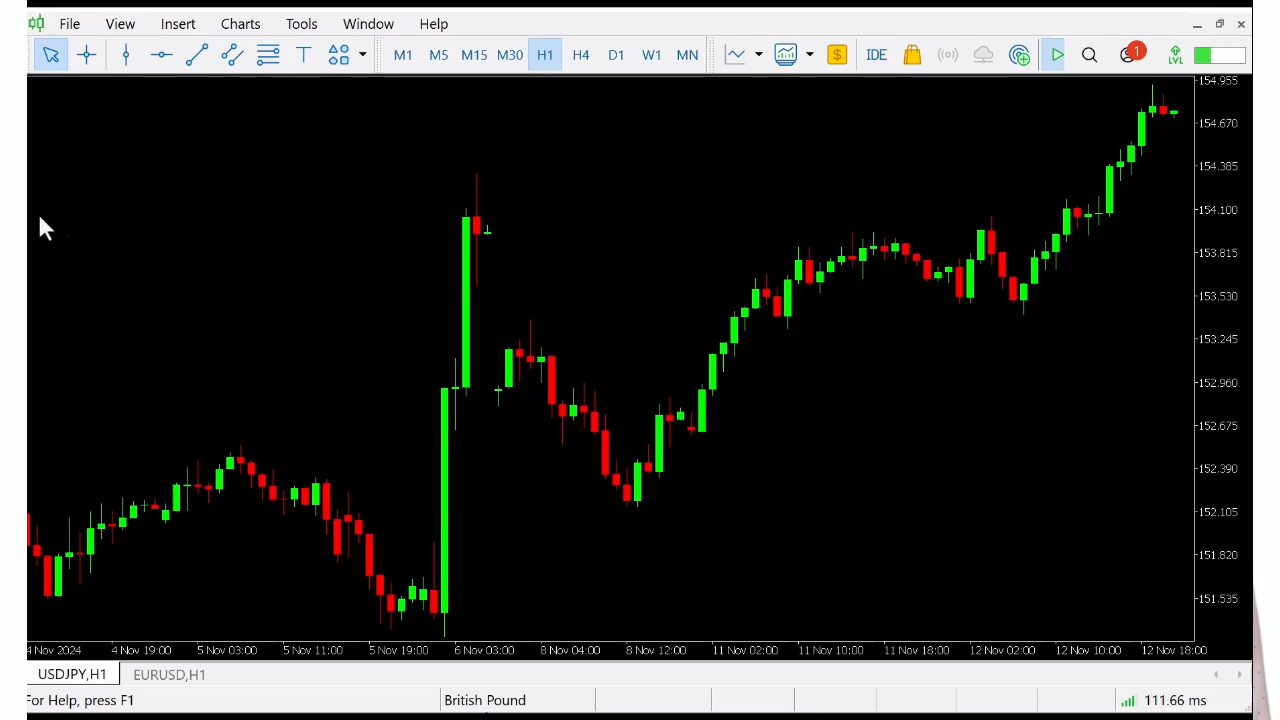 File View Insert Charts Tools Window Help
T M1 M5 M15 M30 H1 H4 D1 W1 MN $ IDE 1 LVL
154.955
154.670
154.385
154.100
153.815
153.530
153.245
152.960
152.675
152.390
152.105
151.820
151.535
4 Nov 2024 4 Nov 19:00 5 Nov 03:00 5 Nov 11:00 5 Nov 19:00 6 Nov 03:00 8 Nov 04:00 8 Nov 12:00 11 Nov 02:00 11 Nov 10:00 11 Nov 18:00 12 Nov 02:00 12 Nov 10:00 12 Nov 18:00
USDJPY,H1 EURUSD,H1
For Help, press F1 British Pound 111.66 ms